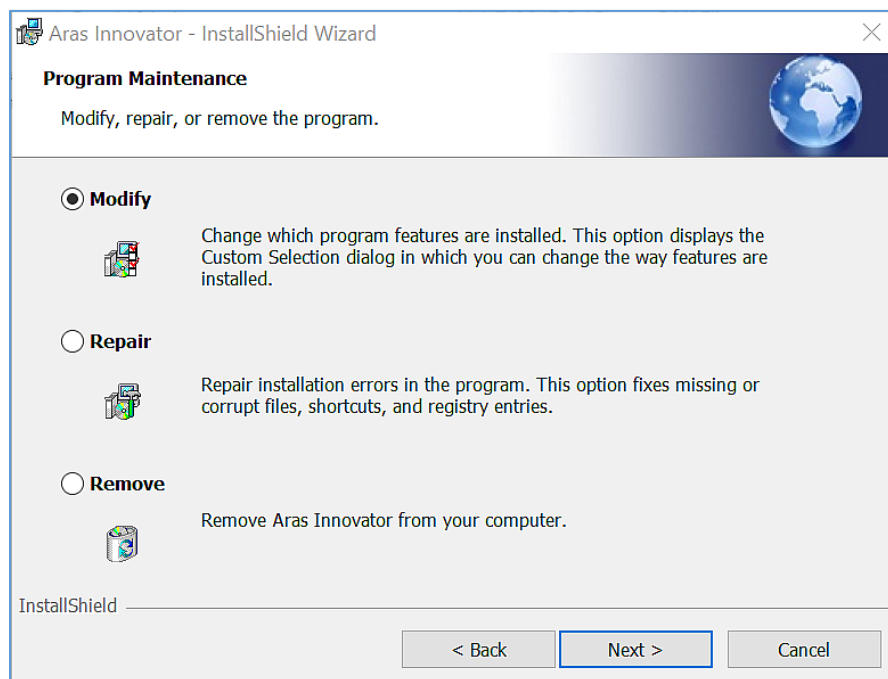 Aras Innovator - InstallShield Wizard
Program Maintenance
Modify, repair, or remove the program.
Modify
Change which program features are installed. This option displays the
Custom Selection dialog in which you can change the way features are
installed.
Repair
Repair installation errors in the program. This option fixes missing or
corrupt files, shortcuts, and registry entries.
Remove
Remove Aras Innovator from your computer.
InstallShield
< Back
Next >
Cancel